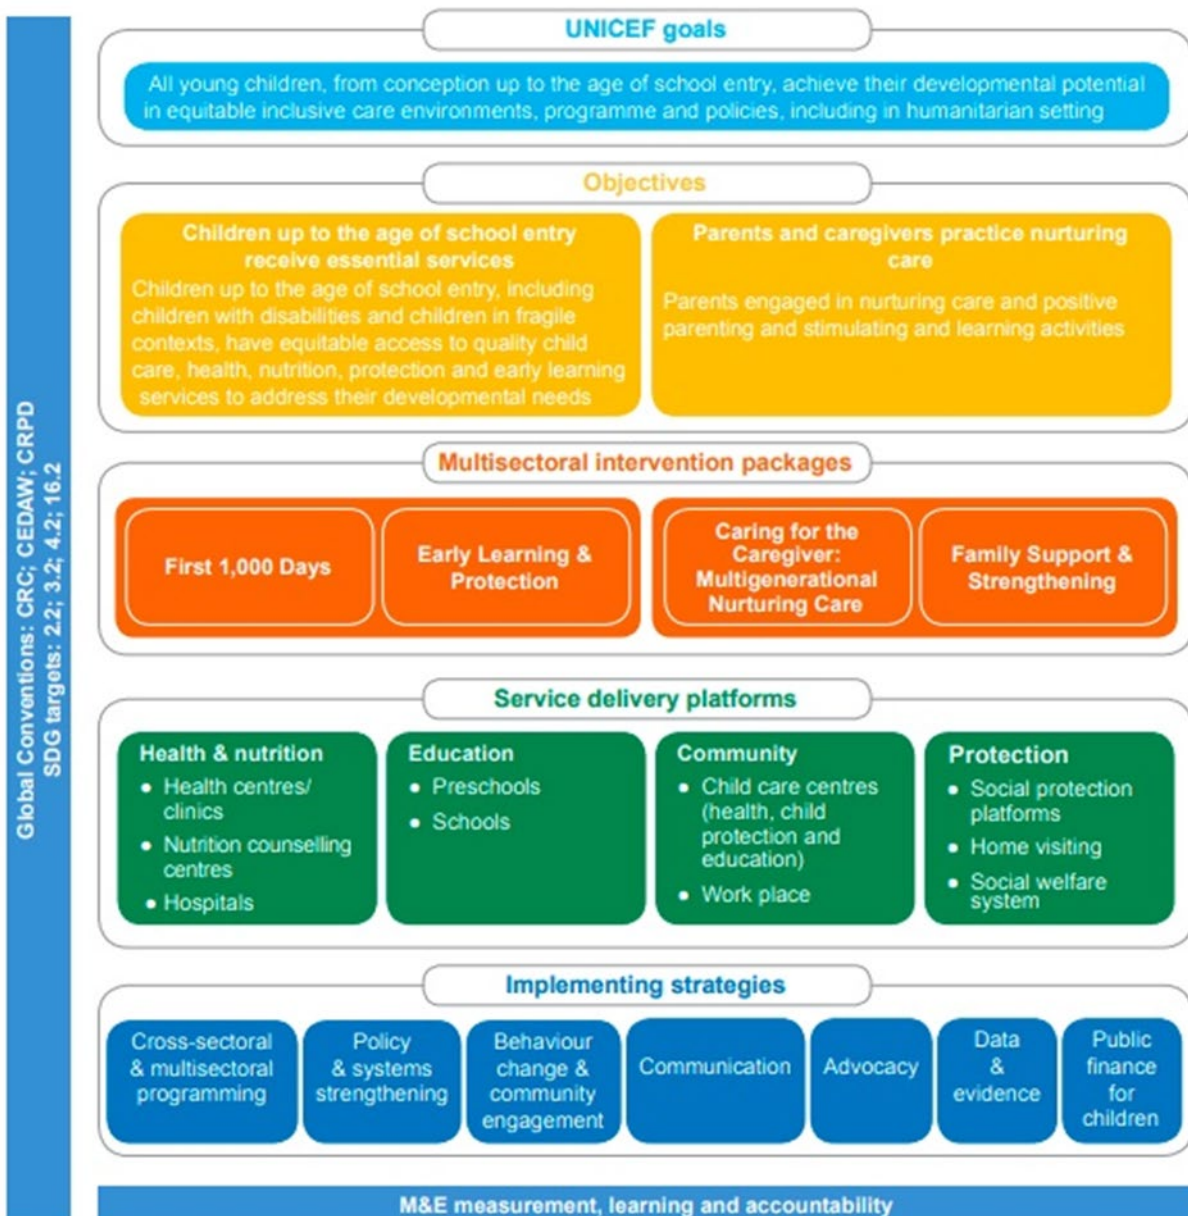 Global Conventions: CRC; CEDAW; CRPD
SDG targets: 2.2; 3.2; 4.2; 16.2
UNICEF goals
All young children, from conception up to the age of school entry, achieve their developmental potential
in equitable inclusive care environments, programme and policies, including in humanitarian setting
Objectives
Children up to the age of school entry
receive essential services
Children up to the age of school entry, including
children with disabilities and children in fragile
contexts, have equitable access to quality child
care, health, nutrition, protection and early learning
services to address their developmental needs
Parents and caregivers practice nurturing
care
Parents engaged in nurturing care and positive
parenting and stimulating and learning activities
Multisectoral intervention packages
First 1,000 Days
Early Learning &
Protection
Caring for the
Caregiver:
Multigenerational
Nurturing Care
Family Support &
Strengthening
Service delivery platforms
Health & nutrition
• Health centres/
clinics
• Nutrition counselling
centres
• Hospitals
Education
• Preschools
• Schools
Community
• Child care centres
(health, child
protection and
education)
• Work place
Protection
• Social protection
platforms
• Home visiting
• Social welfare
system
Implementing strategies
Cross-sectoral
& multisectoral
programming
Policy
& systems
strengthening
Behaviour
change &
community
engagement
Communication
Advocacy
Data
&
evidence
Public
finance
for
children
M&E measurement, learning and accountability